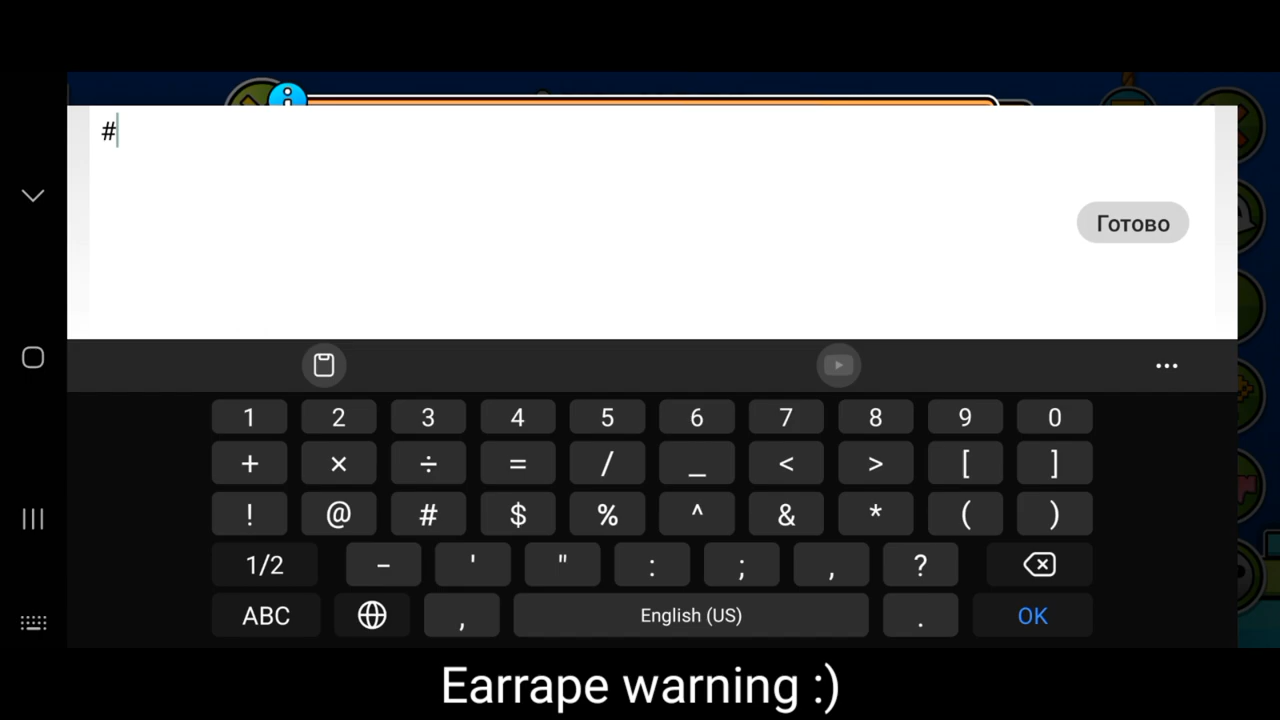 #
Готово
1 2 3 4 5 6 7 8 9 0
+ × ÷ = / _ < > [ ]
! @ # $ % ^ & * ( )
1/2 - ' " : ; , ?
ABC , English (US) . OK
Earrape warning :)